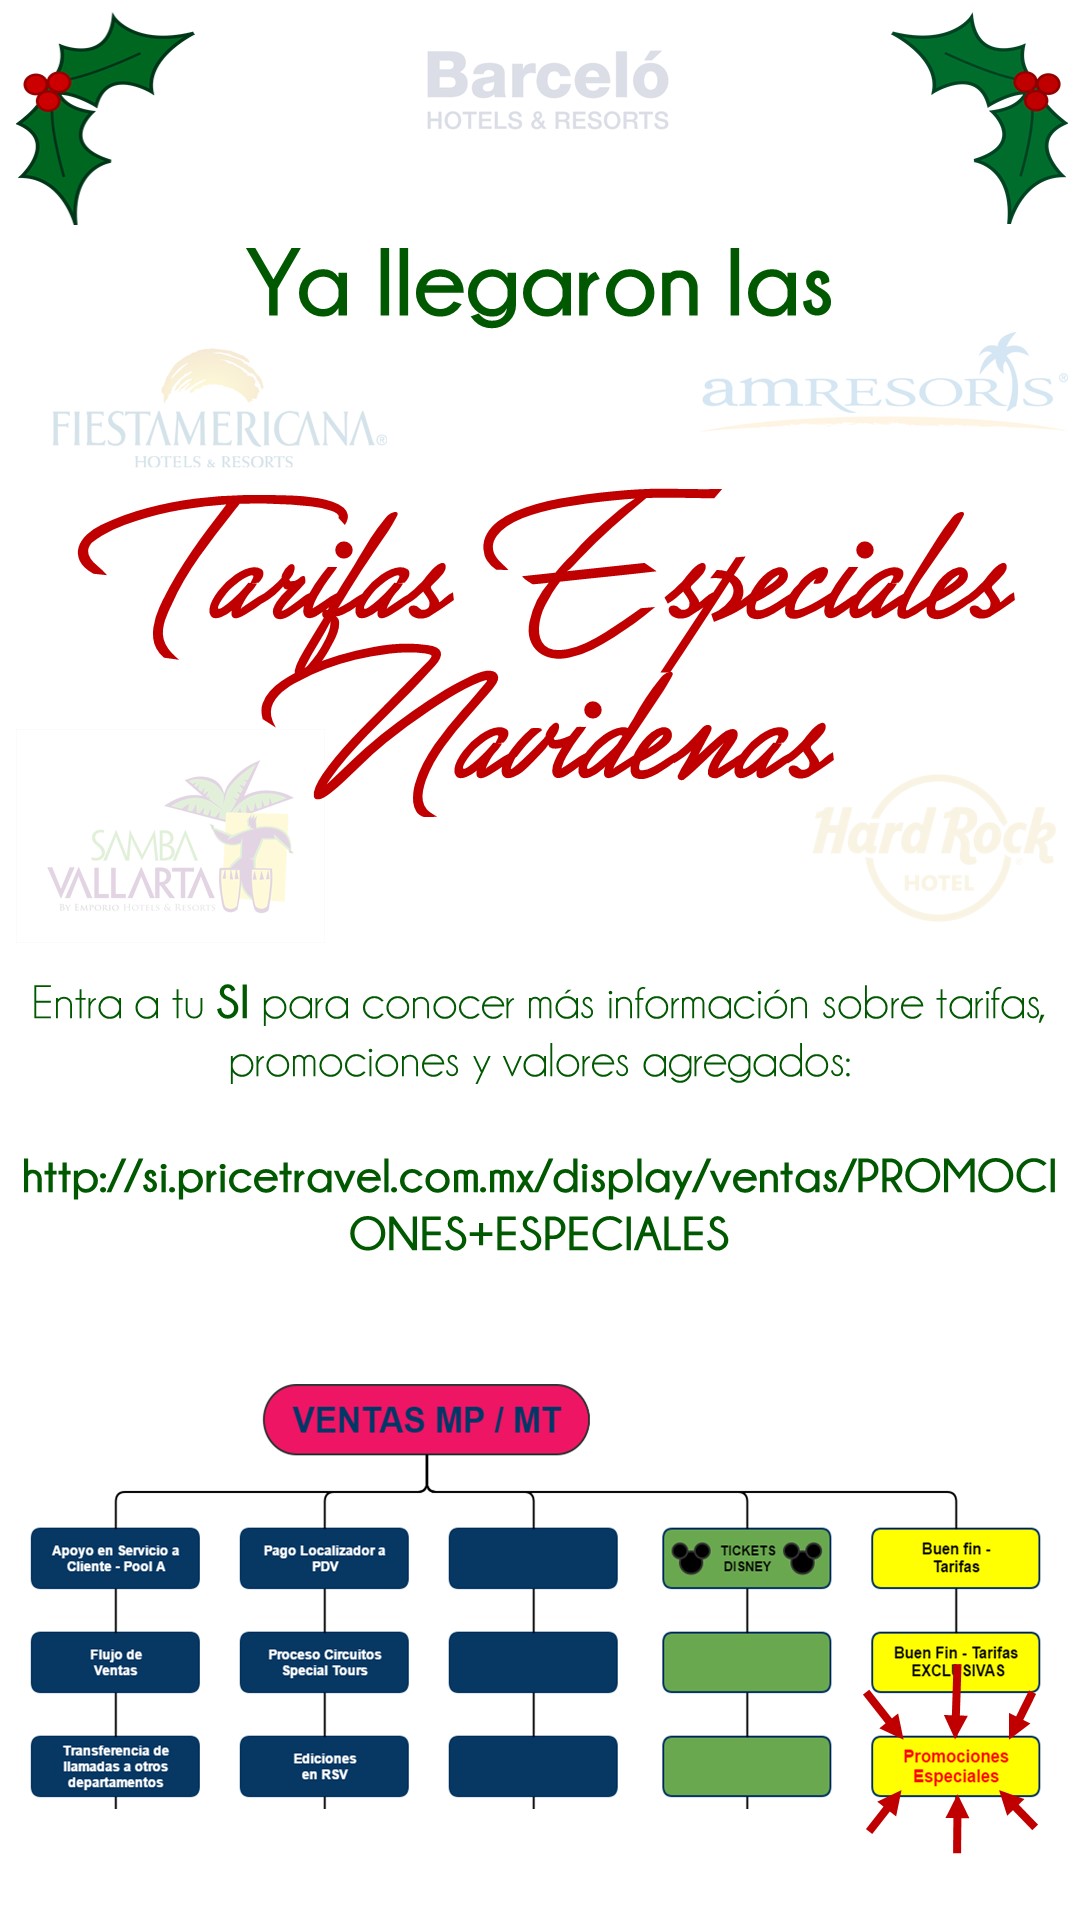 Barceló
HOTELS & RESORTS
Ya llegaron las
FIESTAMERICANA®
HOTELS & RESORTS
amRESORTS®
Tarifas Especiales
Navidenas
SAMBA
VALLARTA
BY EMPORIO HOTELS & RESORTS
Hard Rock
HOTEL
Entra a tu SI para conocer más información sobre tarifas,
promociones y valores agregados:
http://si.pricetravel.com.mx/display/ventas/PROMOCI
ONES+ESPECIALES
VENTAS MP / MT
Apoyo en Servicio a
Cliente - Pool A
Pago Localizador a
PDV
TICKETS
DISNEY
Buen fin -
Tarifas
Flujo de
Ventas
Proceso Circuitos
Special Tours
Buen Fin - Tarifas
EXCLUSIVAS
Transferencia de
llamadas a otros
departamentos
Ediciones
en RSV
Promociones
Especiales